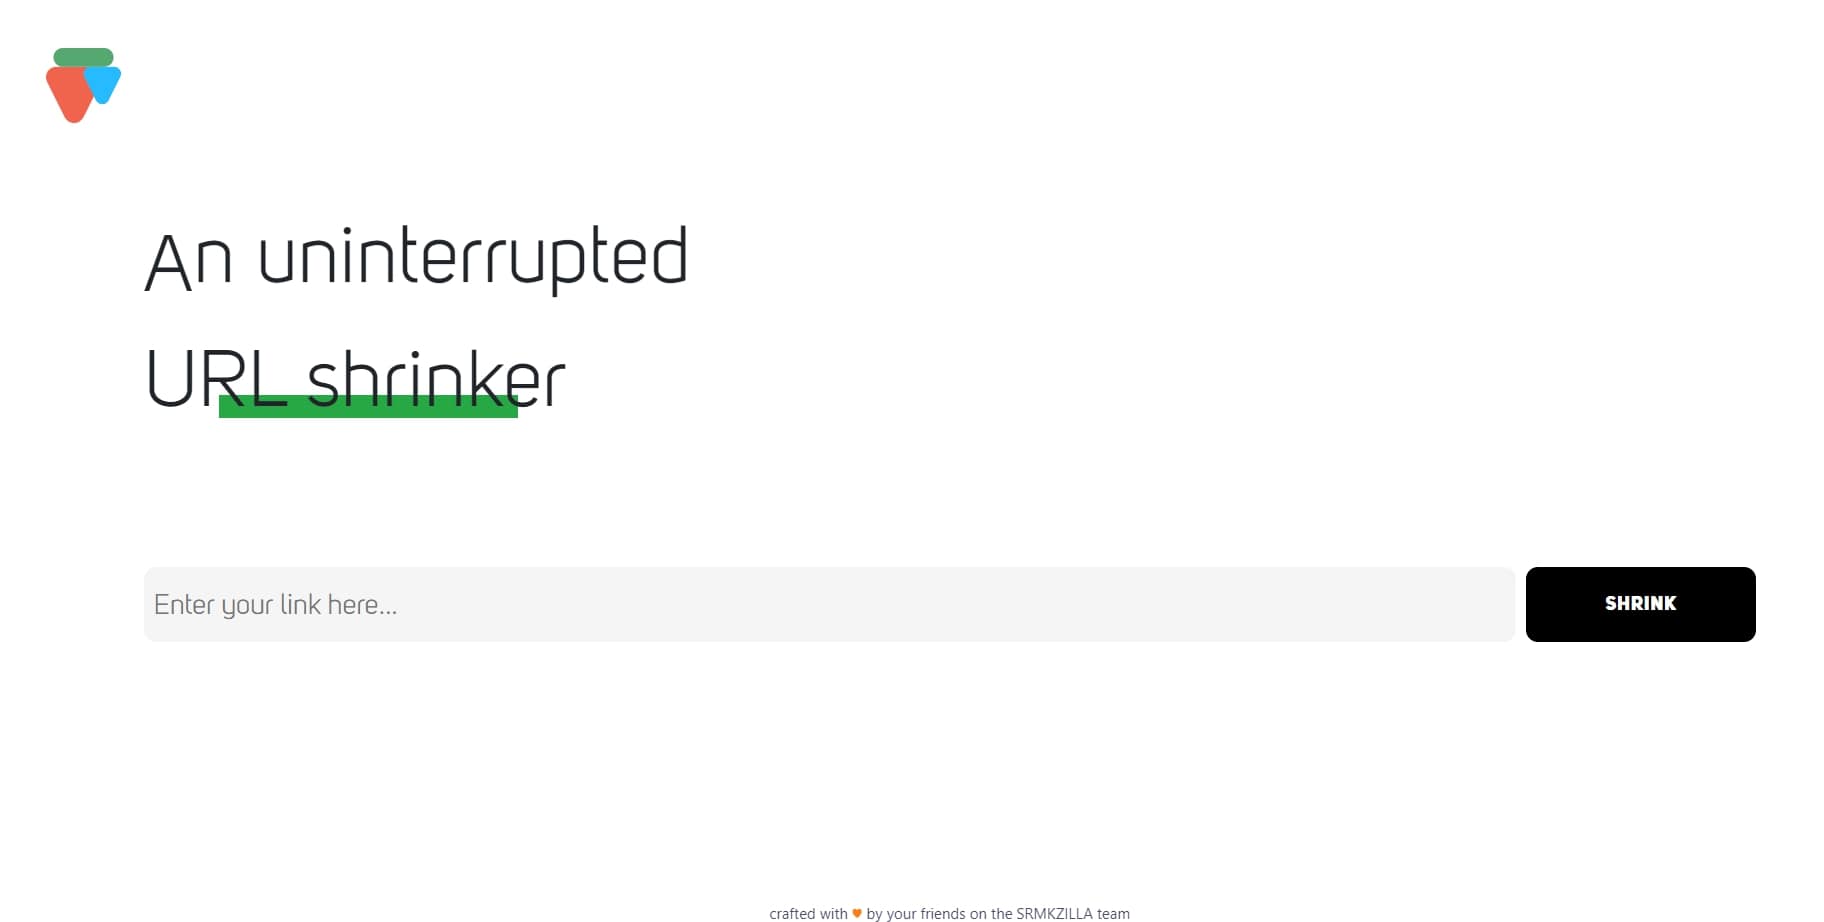 An uninterrupted
URL shrinker
Enter your link here...
SHRINK
crafted with 🧡 by your friends on the SRMKZILLA team